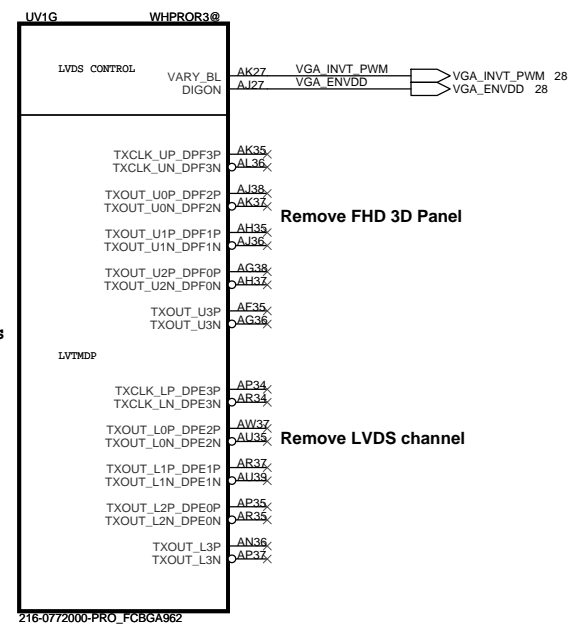 UV1G WHPROR3@
LVDS CONTROL
VARY_BL AK27 VGA_INVT_PWM VGA_INVT_PWM 28
DIGON AJ27 VGA_ENVDD VGA_ENVDD 28
TXCLK_UP_DPF3P AK35
TXCLK_UN_DPF3N AL36
TXOUT_U0P_DPF2P AJ38
TXOUT_U0N_DPF2N AK37
Remove FHD 3D Panel
TXOUT_U1P_DPF1P AH35
TXOUT_U1N_DPF1N AJ36
TXOUT_U2P_DPF0P AG38
TXOUT_U2N_DPF0N AH37
TXOUT_U3P AF35
TXOUT_U3N AG36
s
LVTMDP
TXCLK_LP_DPE3P AP34
TXCLK_LN_DPE3N AR34
TXOUT_L0P_DPE2P AW37
TXOUT_L0N_DPE2N AU35
Remove LVDS channel
TXOUT_L1P_DPE1P AR37
TXOUT_L1N_DPE1N AU39
TXOUT_L2P_DPE0P AP35
TXOUT_L2N_DPE0N AR35
TXOUT_L3P AN36
TXOUT_L3N AP37
216-0772000-PRO_FCBGA962